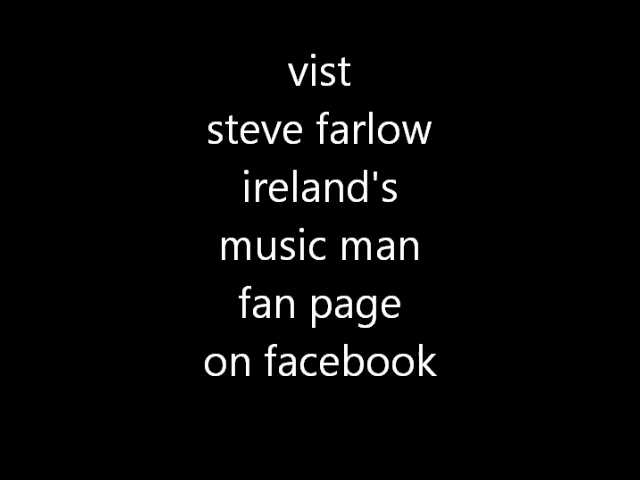 vist
steve farlow
ireland's
music man
fan page
on facebook